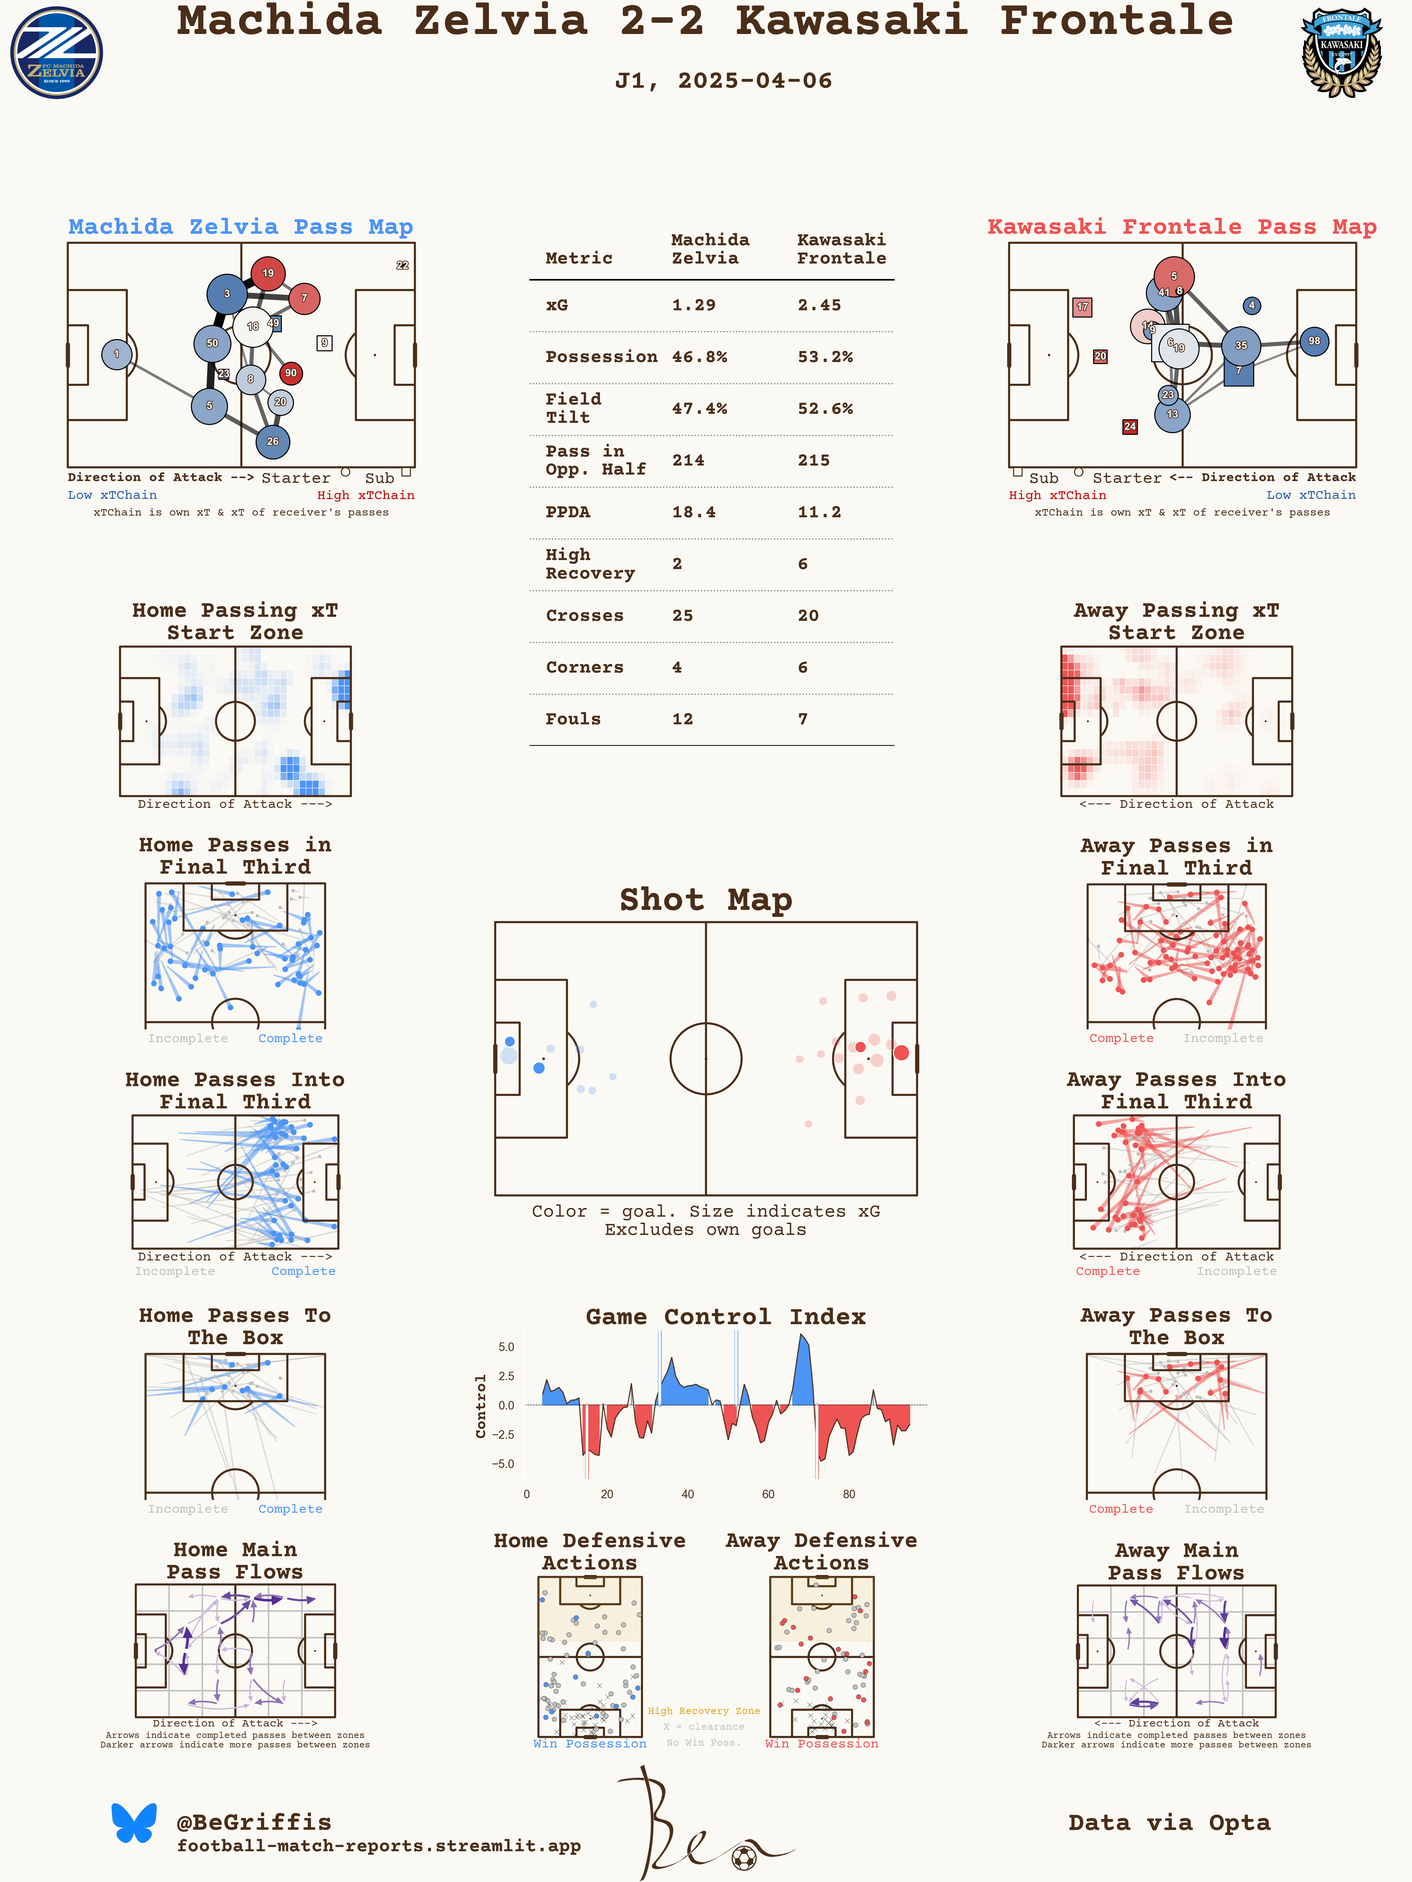 Machida Zelvia 2-2 Kawasaki Frontale
J1, 2025-04-06
FC MACHIDA
ZELVIA
SINCE 1989
FRONTALE
KAWASAKI
Machida Zelvia Pass Map
1
3
50
5
19
7
18
49
9
22
23
8
90
20
26
Direction of Attack --> Starter Sub
Low xTChain High xTChain
xTChain is own xT & xT of receiver's passes
Metric Machida Zelvia Kawasaki Frontale
xG 1.29 2.45
Possession 46.8% 53.2%
Field Tilt 47.4% 52.6%
Pass in Opp. Half 214 215
PPDA 18.4 11.2
High Recovery 2 6
Crosses 25 20
Corners 4 6
Fouls 12 7
Kawasaki Frontale Pass Map
5
41
8
17
4
9
6
19
35
98
20
7
23
13
24
Sub Starter <-- Direction of Attack
High xTChain Low xTChain
xTChain is own xT & xT of receiver's passes
Home Passing xT
Start Zone
Direction of Attack --->
Away Passing xT
Start Zone
<--- Direction of Attack
Home Passes in
Final Third
Incomplete Complete
Away Passes in
Final Third
Complete Incomplete
Shot Map
Color = goal. Size indicates xG
Excludes own goals
Home Passes Into
Final Third
Direction of Attack --->
Incomplete Complete
Away Passes Into
Final Third
<--- Direction of Attack
Complete Incomplete
Home Passes To
The Box
Incomplete Complete
Game Control Index
Control
5.0
2.5
0.0
−2.5
−5.0
0 20 40 60 80
Away Passes To
The Box
Complete Incomplete
Home Main
Pass Flows
Direction of Attack --->
Arrows indicate completed passes between zones
Darker arrows indicate more passes between zones
Home Defensive
Actions
Win Possession
Away Defensive
Actions
Win Possession
High Recovery Zone
X = clearance
No Win Poss.
Away Main
Pass Flows
<--- Direction of Attack
Arrows indicate completed passes between zones
Darker arrows indicate more passes between zones
@BeGriffis
football-match-reports.streamlit.app
Ben
Data via Opta